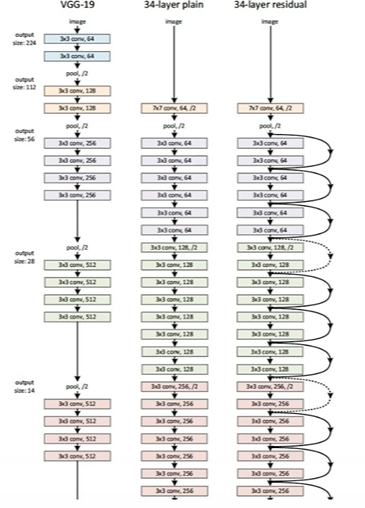 VGG-19
34-layer plain
34-layer residual
image
image
image
output
size: 224
3x3 conv, 64
3x3 conv, 64
pool, /2
output
size: 112
3x3 conv, 128
3x3 conv, 128
7x7 conv, 64, /2
7x7 conv, 64, /2
pool, /2
pool, /2
pool, /2
output
size: 56
3x3 conv, 256
3x3 conv, 64
3x3 conv, 64
3x3 conv, 256
3x3 conv, 64
3x3 conv, 64
3x3 conv, 256
3x3 conv, 64
3x3 conv, 64
3x3 conv, 256
3x3 conv, 64
3x3 conv, 64
3x3 conv, 64
3x3 conv, 64
3x3 conv, 64
3x3 conv, 64
output
size: 28
pool, /2
3x3 conv, 128, /2
3x3 conv, 128, /2
3x3 conv, 512
3x3 conv, 128
3x3 conv, 128
3x3 conv, 512
3x3 conv, 128
3x3 conv, 128
3x3 conv, 512
3x3 conv, 128
3x3 conv, 128
3x3 conv, 512
3x3 conv, 128
3x3 conv, 128
3x3 conv, 128
3x3 conv, 128
3x3 conv, 128
3x3 conv, 128
3x3 conv, 128
3x3 conv, 128
output
size: 14
pool, /2
3x3 conv, 256, /2
3x3 conv, 256, /2
3x3 conv, 512
3x3 conv, 256
3x3 conv, 256
3x3 conv, 512
3x3 conv, 256
3x3 conv, 256
3x3 conv, 512
3x3 conv, 256
3x3 conv, 256
3x3 conv, 512
3x3 conv, 256
3x3 conv, 256
3x3 conv, 256
3x3 conv, 256
3x3 conv, 256
3x3 conv, 256